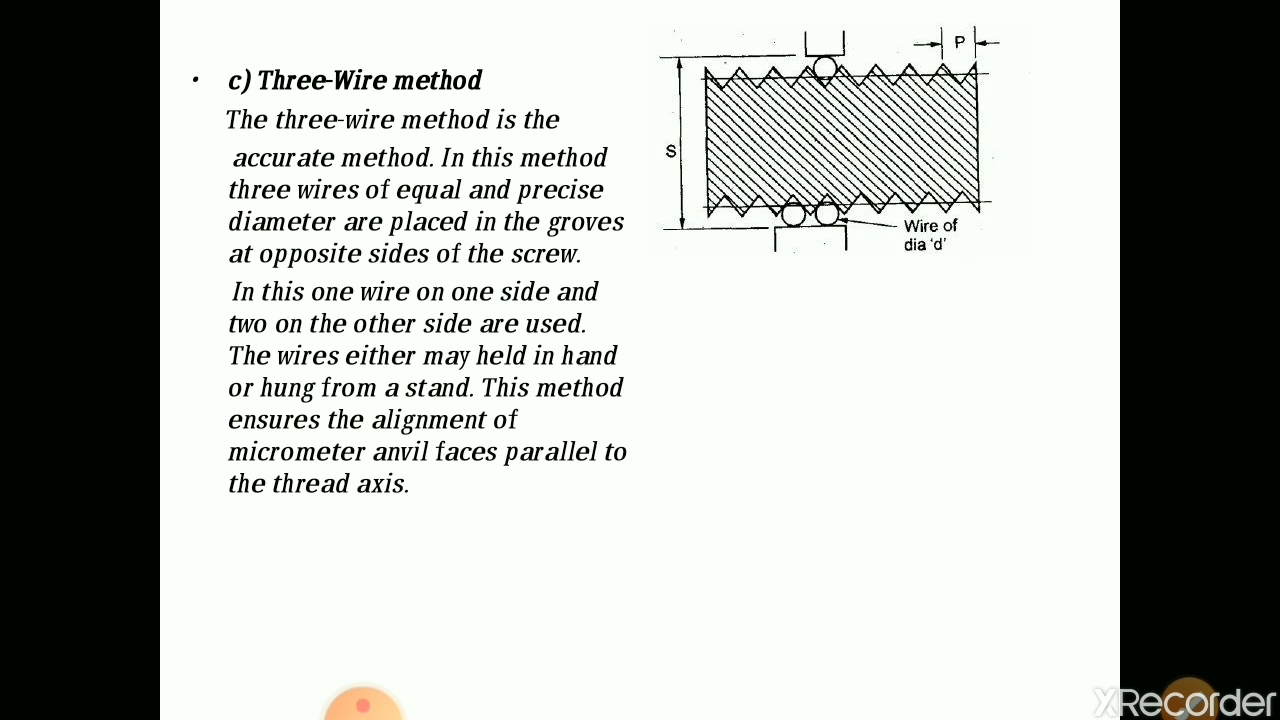 • c) Three-Wire method
The three-wire method is the
accurate method. In this method
three wires of equal and precise
diameter are placed in the groves
at opposite sides of the screw.
In this one wire on one side and
two on the other side are used.
The wires either may held in hand
or hung from a stand. This method
ensures the alignment of
micrometer anvil faces parallel to
the thread axis.
P
S
Wire of
dia 'd'
XRecorder